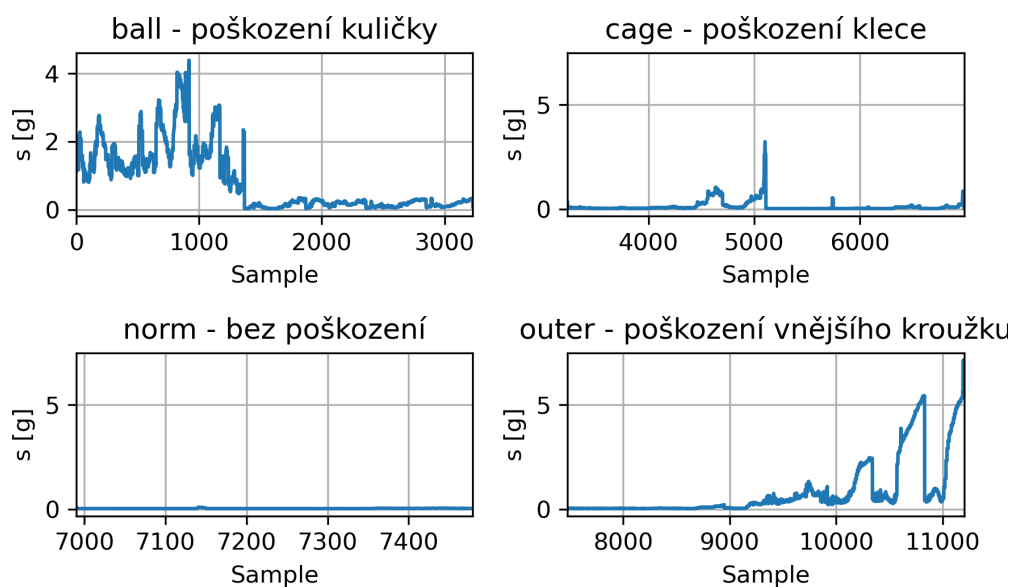 ball - poškození kuličky
s [g]
4
2
0
0 1000 2000 3000
Sample
cage - poškození klece
s [g]
5
0
4000 5000 6000
Sample
norm - bez poškození
s [g]
5
0
7000 7100 7200 7300 7400
Sample
outer - poškození vnějšího kroužku
s [g]
5
0
8000 9000 10000 11000
Sample